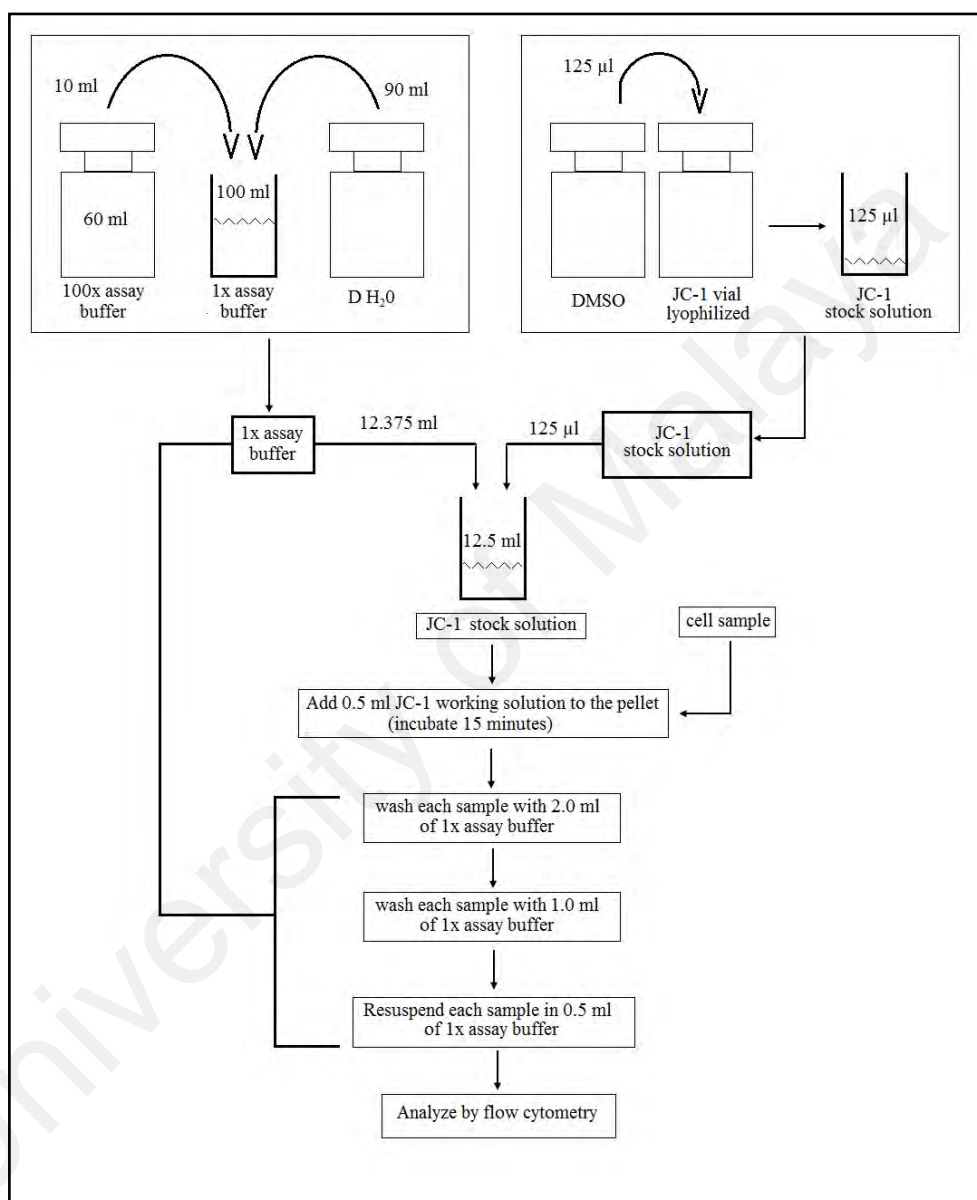 10 ml
90 ml
60 ml
100 ml
100x assay
buffer
1x assay
buffer
D H₂0
125 µl
125 µl
DMSO
JC-1 vial
lyophilized
JC-1
stock solution
1x assay
buffer
12.375 ml
125 µl
JC-1
stock solution
12.5 ml
JC-1 stock solution
cell sample
Add 0.5 ml JC-1 working solution to the pellet
(incubate 15 minutes)
wash each sample with 2.0 ml
of 1x assay buffer
wash each sample with 1.0 ml
of 1x assay buffer
Resuspend each sample in 0.5 ml
of 1x assay buffer
Analyze by flow cytometry
University of Malaya